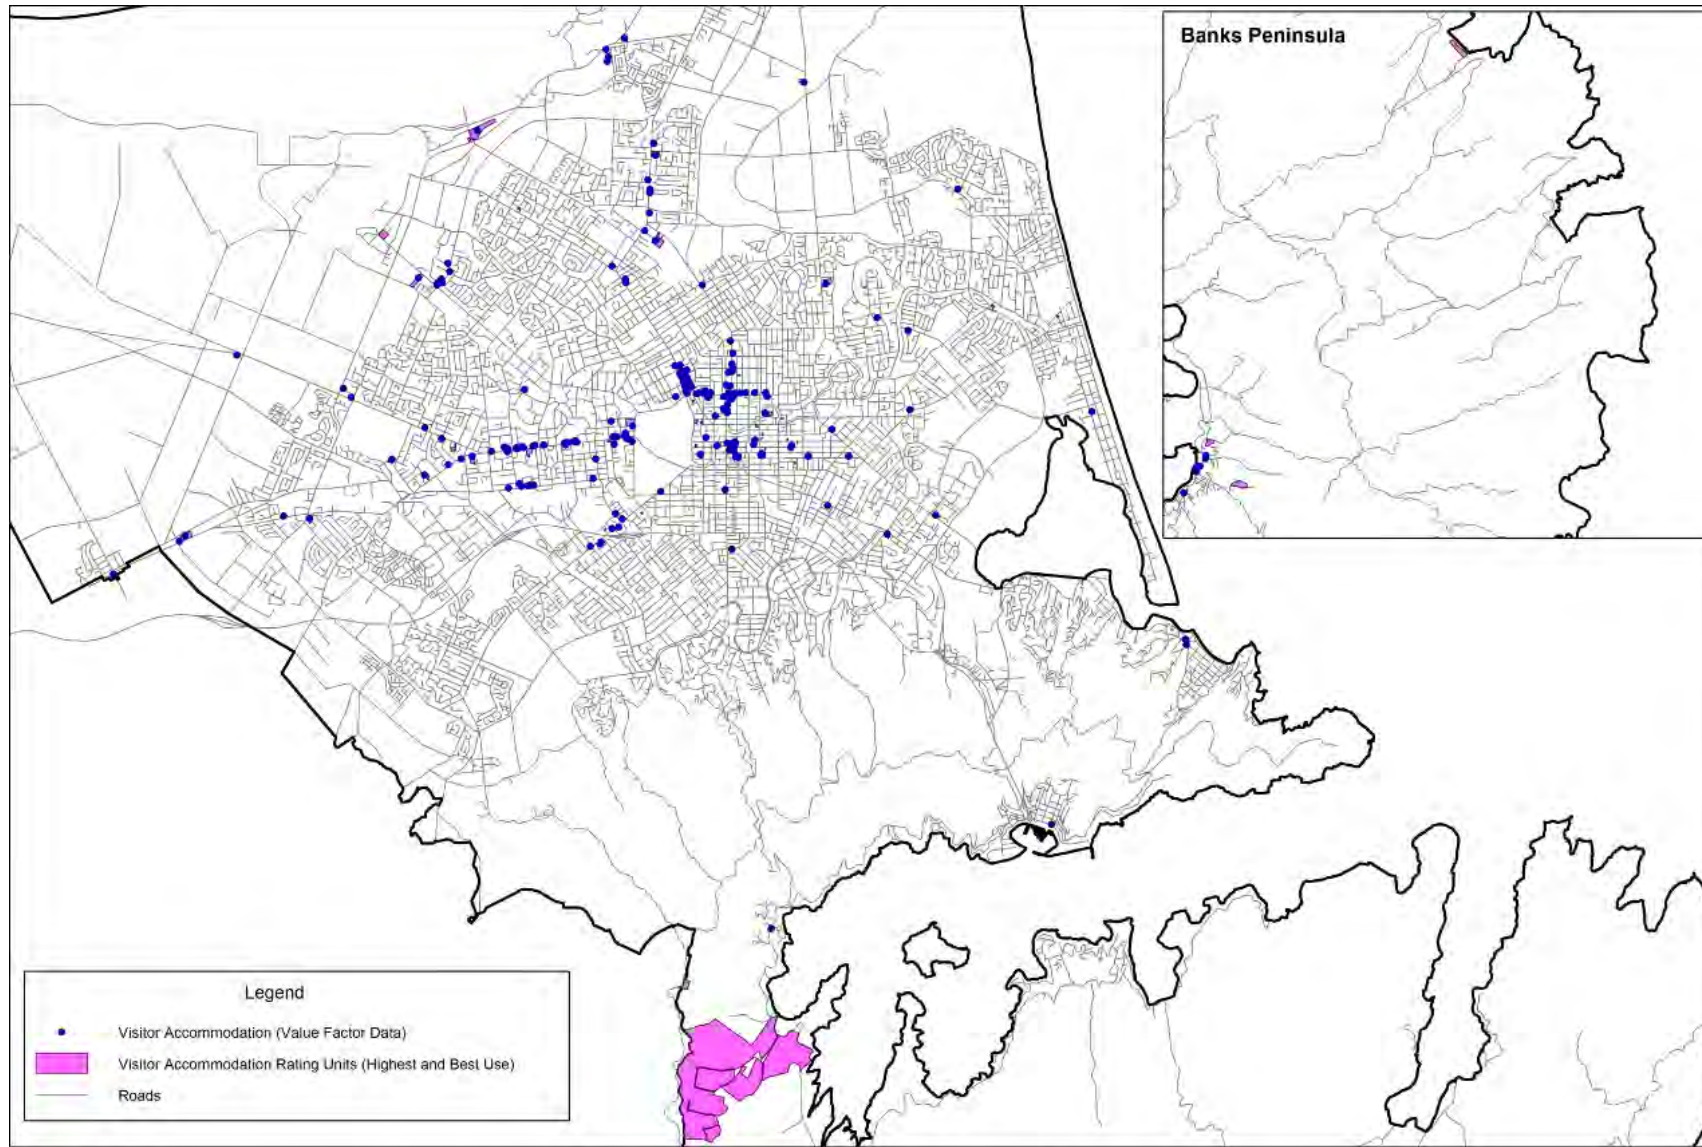 Banks Peninsula
Legend
Visitor Accommodation (Value Factor Data)
Visitor Accommodation Rating Units (Highest and Best Use)
Roads